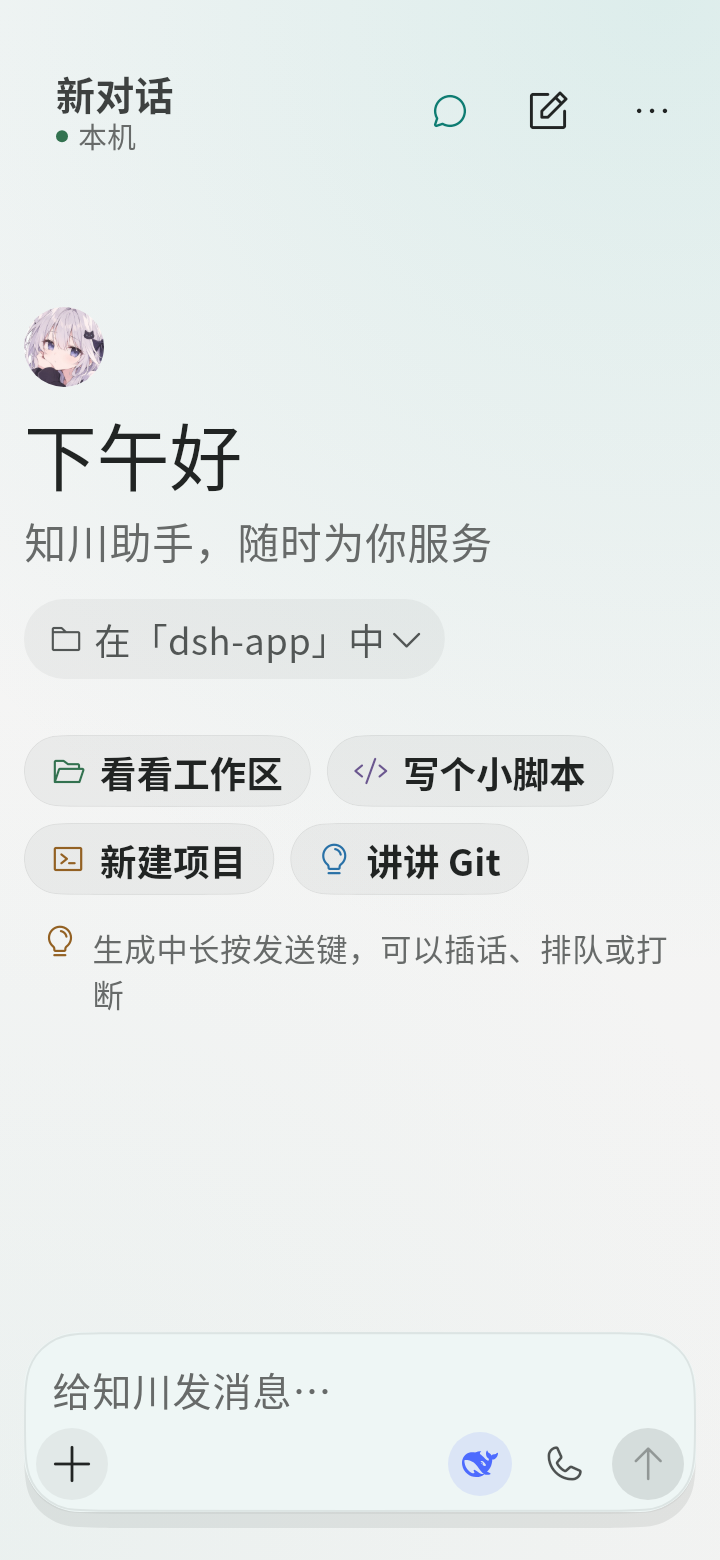 新对话
本机
下午好
知川助手，随时为你服务
在「dsh-app」中
看看工作区
写个小脚本
新建项目
讲讲 Git
生成中长按发送键，可以插话、排队或打
断
给知川发消息…